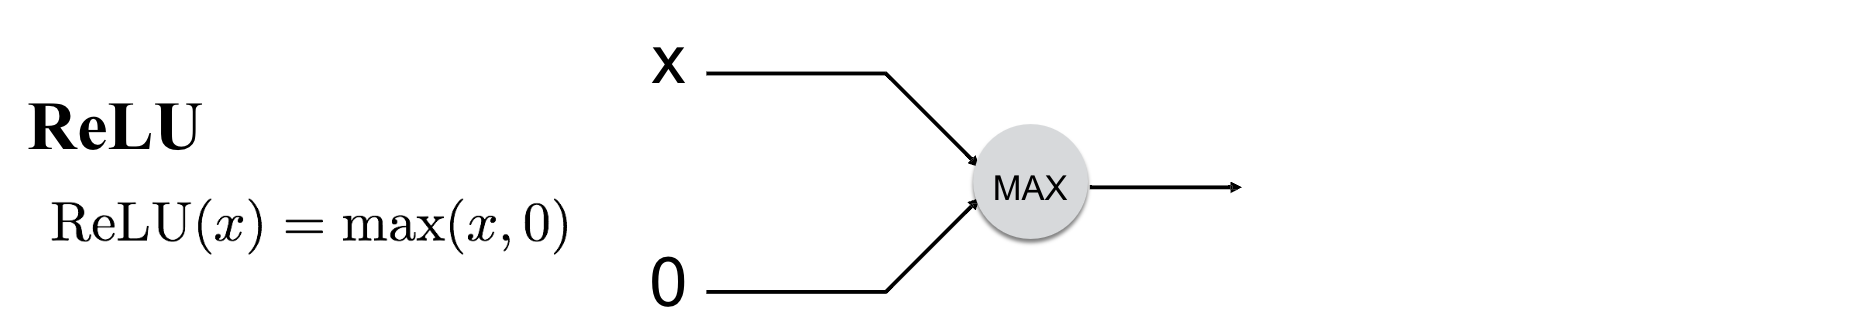 ReLU
ReLU(x) = max(x, 0)
x
MAX
0